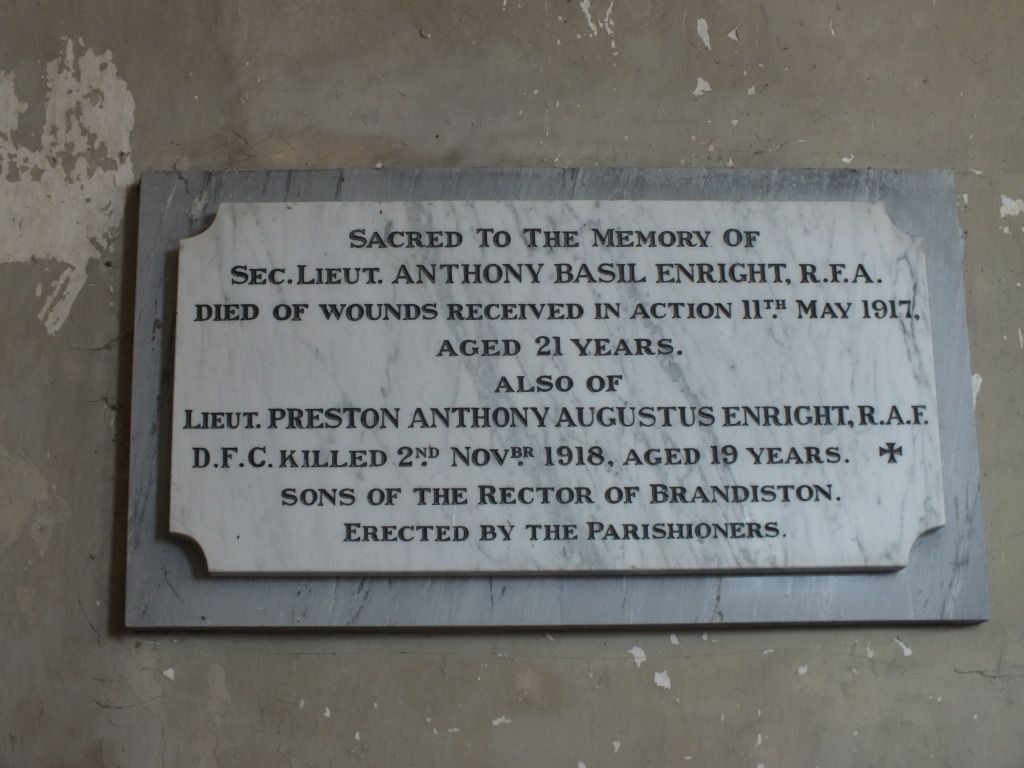 Sacred To The Memory Of
Sec. Lieut. ANTHONY BASIL ENRIGHT, R.F.A.
DIED OF WOUNDS RECEIVED IN ACTION 11TH. MAY 1917,
AGED 21 YEARS.
ALSO OF
Lieut. PRESTON ANTHONY AUGUSTUS ENRIGHT, R.A.F.
D.F.C. KILLED 2ND. NOVBR 1918, AGED 19 YEARS. ✠
SONS OF THE RECTOR OF BRANDISTON.
ERECTED BY THE PARISHIONERS.